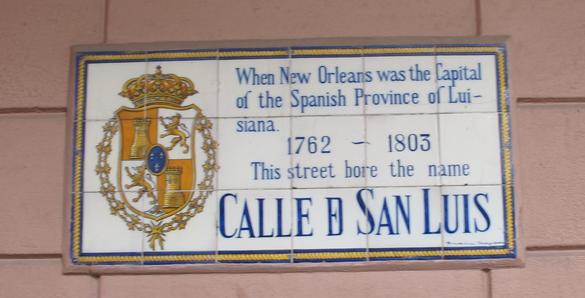 When New Orleans was the Capital
of the Spanish Province of Lui-
siana.
1762 - 1803
This street bore the name
CALLE D SAN LUIS